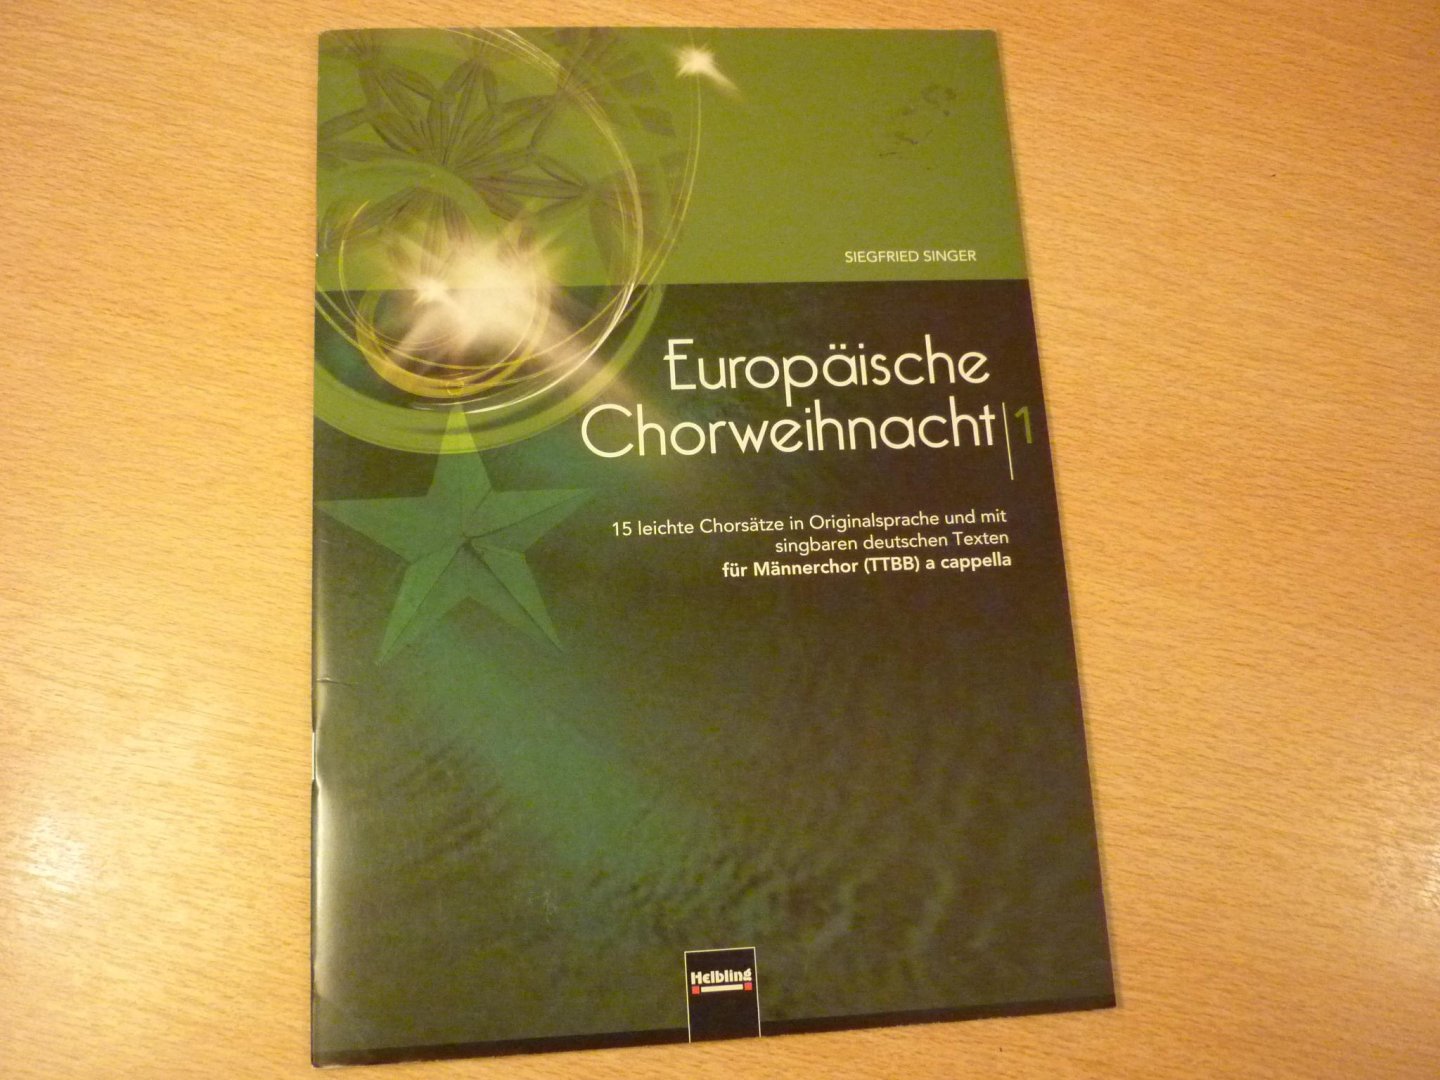 SIEGFRIED SINGER
Europäische
Chorweihnacht|1
15 leichte Chorsätze in Originalsprache und mit
singbaren deutschen Texten
für Männerchor (TTBB) a cappella
Helbling